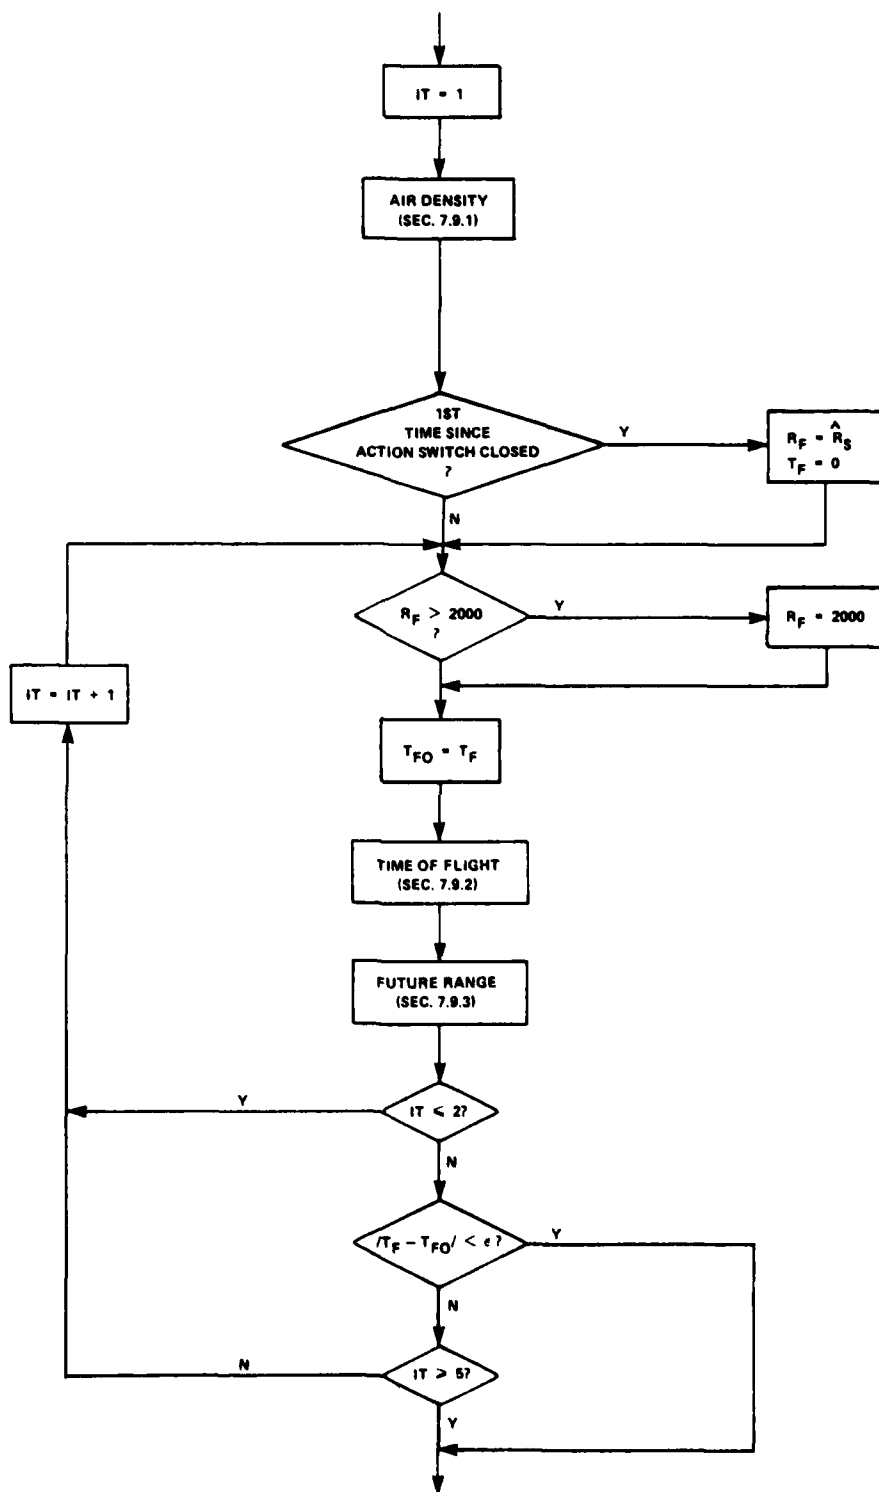 IT = 1
AIR DENSITY
(SEC. 7.9.1)
1ST
TIME SINCE
ACTION SWITCH CLOSED
?
Y
R_F = R̂_S
T_F = 0
N
R_F > 2000
?
Y
R_F = 2000
IT = IT + 1
T_FO = T_F
TIME OF FLIGHT
(SEC. 7.9.2)
FUTURE RANGE
(SEC. 7.9.3)
Y
IT ≤ 2?
N
/T_F – T_FO/ < ϵ ?
Y
N
N
IT ≥ 5?
Y